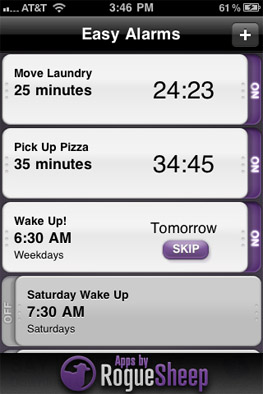 AT&T 3:46 PM 61%
Easy Alarms +
Move Laundry
25 minutes
24:23
ON
Pick Up Pizza
35 minutes
34:45
ON
Wake Up!
6:30 AM
Weekdays
Tomorrow
SKIP
ON
OFF
Saturday Wake Up
7:30 AM
Saturdays
Apps by
RogueSheep